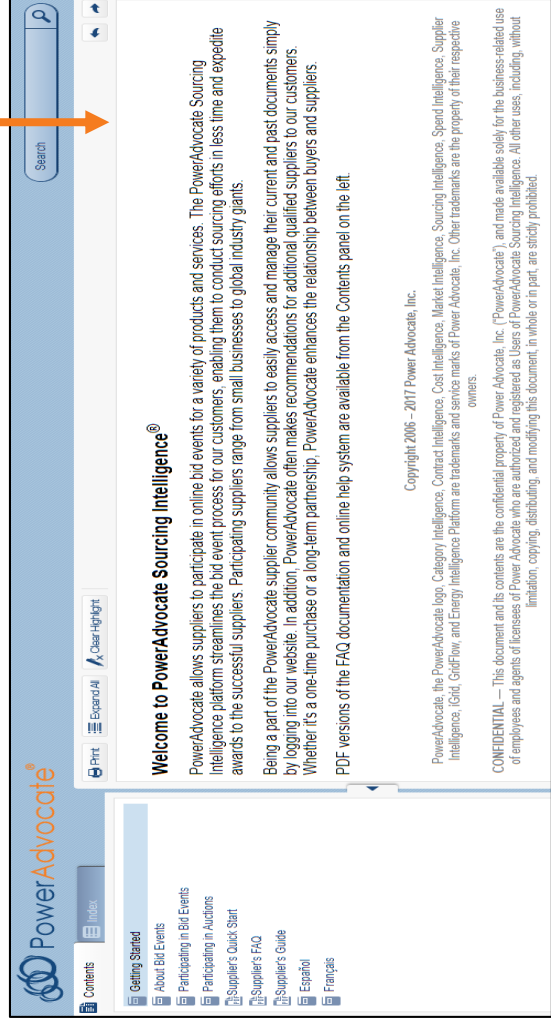 PowerAdvocate®
Search
Contents
Index
Print
Expand All
Clear Highlight
Getting Started
About Bid Events
Participating in Bid Events
Participating in Auctions
Supplier's Quick Start
Supplier's FAQ
Supplier's Guide
Español
Français
Welcome to PowerAdvocate Sourcing Intelligence®
PowerAdvocate allows suppliers to participate in online bid events for a variety of products and services. The PowerAdvocate Sourcing
Intelligence platform streamlines the bid event process for our customers, enabling them to conduct sourcing efforts in less time and expedite
awards to the successful suppliers. Participating suppliers range from small businesses to global industry giants.
Being a part of the PowerAdvocate supplier community allows suppliers to easily access and manage their current and past documents simply
by logging into our website. In addition, PowerAdvocate often makes recommendations for additional qualified suppliers to our customers.
Whether it's a one-time purchase or a long-term partnership, PowerAdvocate enhances the relationship between buyers and suppliers.
PDF versions of the FAQ documentation and online help system are available from the Contents panel on the left.
Copyright 2006 – 2017 Power Advocate, Inc.
PowerAdvocate, the PowerAdvocate logo, Category Intelligence, Contract Intelligence, Cost Intelligence, Market Intelligence, Sourcing Intelligence, Spend Intelligence, Supplier
Intelligence, iGrid, GridFlow, and Energy Intelligence Platform are trademarks and service marks of Power Advocate, Inc. Other trademarks are the property of their respective
owners.
CONFIDENTIAL — This document and its contents are the confidential property of Power Advocate, Inc. ("PowerAdvocate"), and made available solely for the business-related use
of employees and agents of licensees of Power Advocate who are authorized and registered as Users of PowerAdvocate Sourcing Intelligence. All other uses, including, without
limitation, copying, distributing, and modifying this document, in whole or in part, are strictly prohibited.